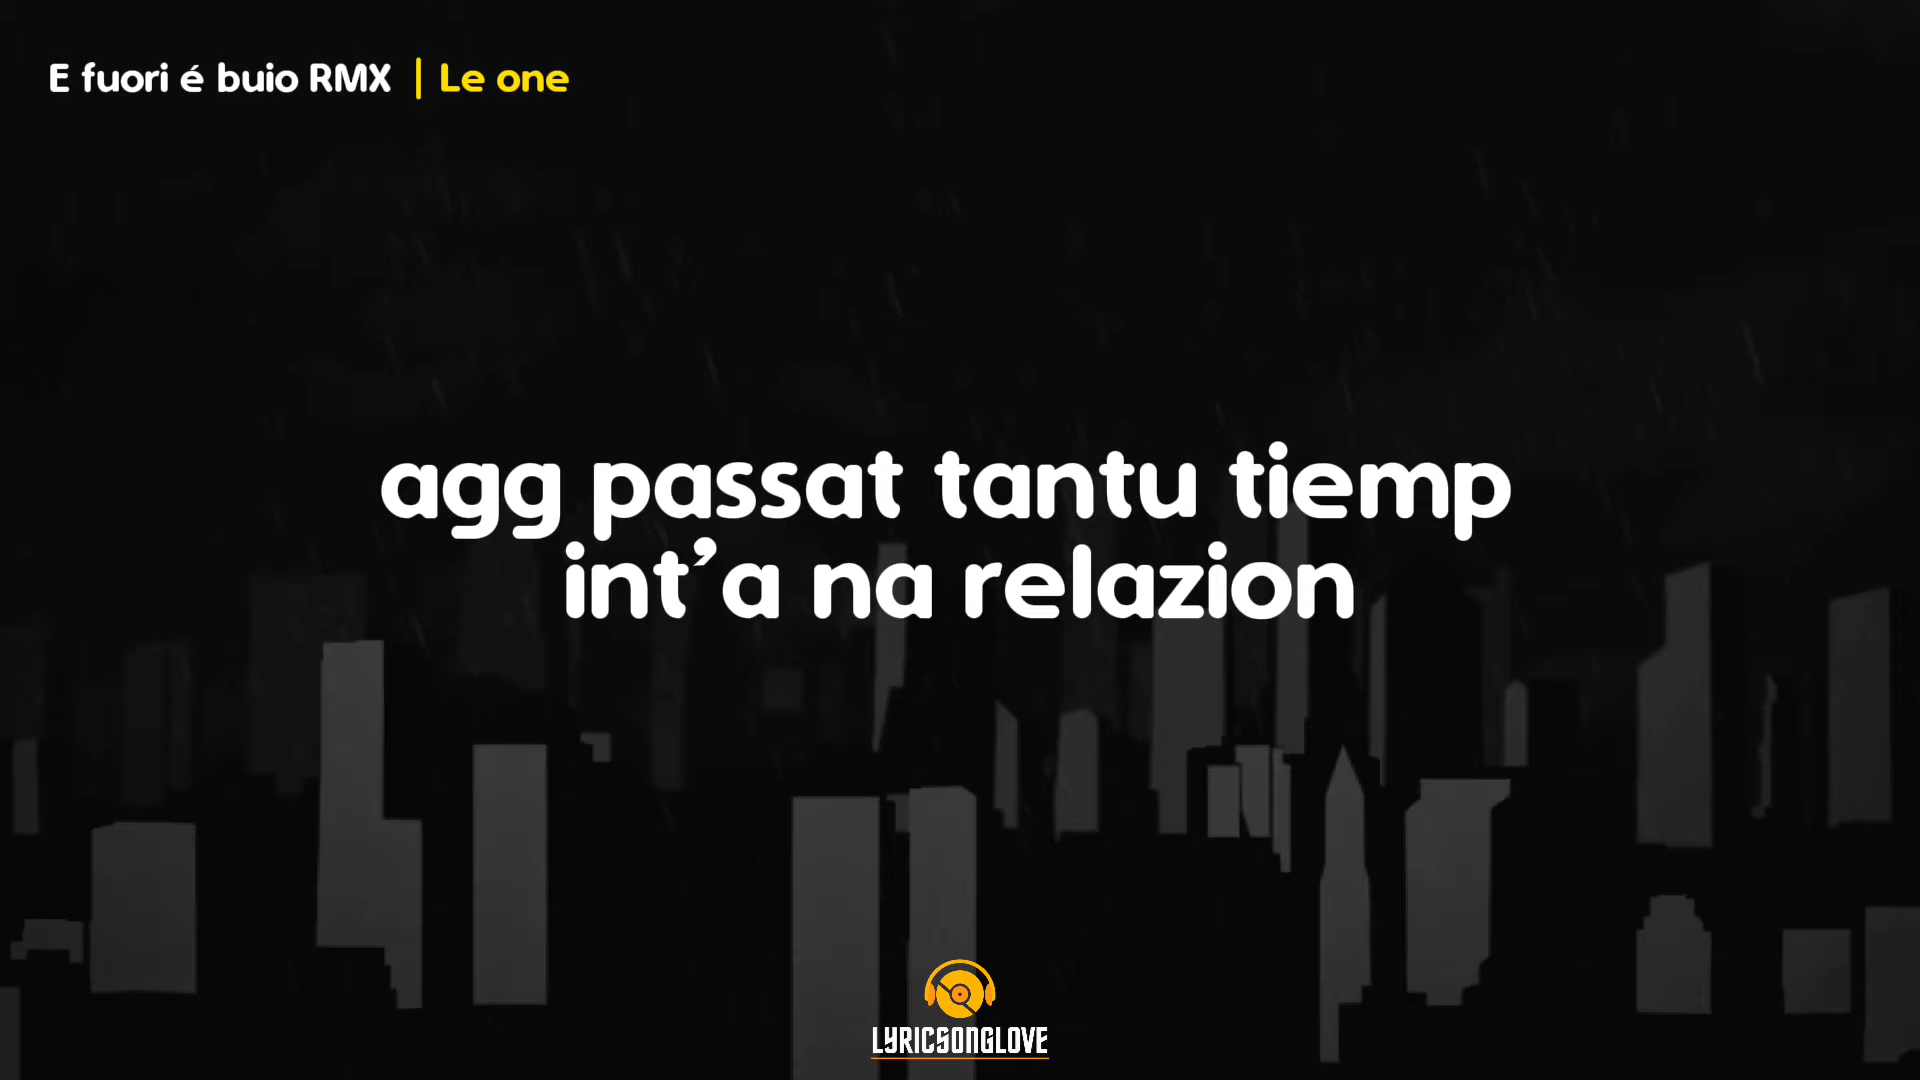 E fuori é buio RMX | Le one
agg passat tantu tiemp
int’a na relazion
LYRICSONGLOVE